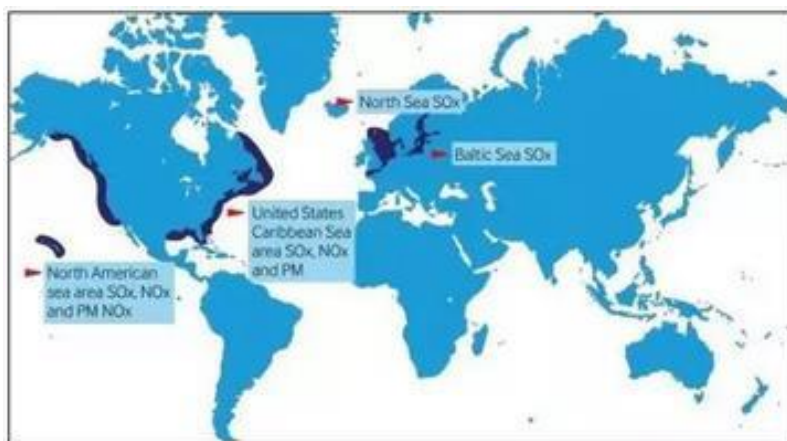 North Sea SOx
Baltic Sea SOx
United States
Caribbean Sea
area SOx, NOx
and PM
North American
sea area SOx, NOx
and PM NOx